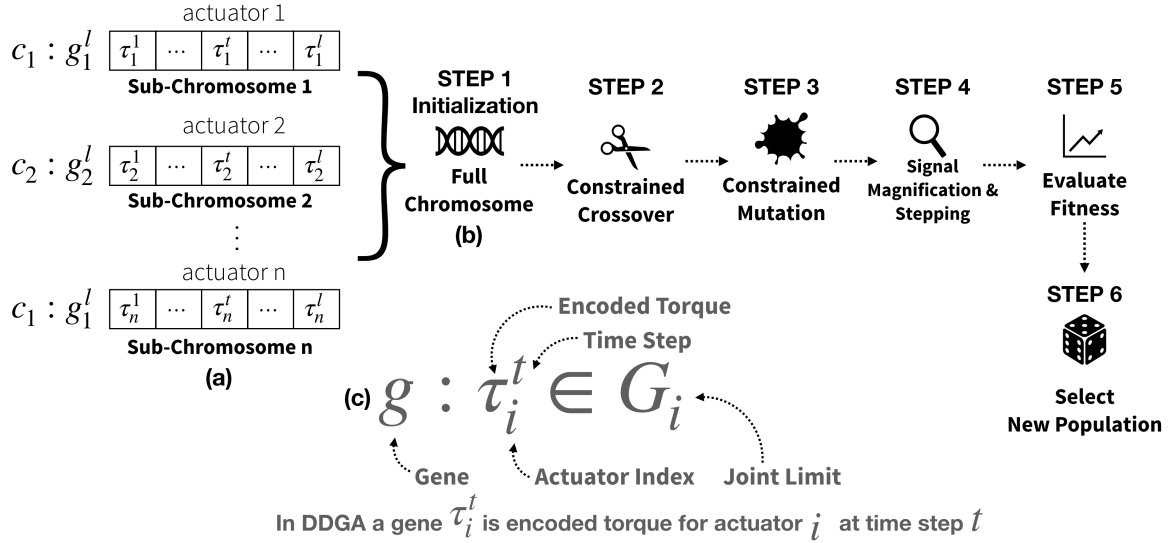 actuator 1
c₁ : g₁ˡ τ₁¹ ··· τ₁ᵗ ··· τ₁ˡ
Sub-Chromosome 1
actuator 2
c₂ : g₂ˡ τ₂¹ ··· τ₂ᵗ ··· τ₂ˡ
Sub-Chromosome 2
⋮
actuator n
c₁ : g₁ˡ τₙ¹ ··· τₙᵗ ··· τₙˡ
Sub-Chromosome n
(a)
STEP 1
Initialization
Full
Chromosome
(b)
STEP 2
Constrained
Crossover
STEP 3
Constrained
Mutation
STEP 4
Signal
Magnification &
Stepping
STEP 5
Evaluate
Fitness
STEP 6
Select
New Population
Encoded Torque
Time Step
(c) g : τᵢᵗ ∈ Gᵢ
Gene
Actuator Index
Joint Limit
In DDGA a gene τᵢᵗ is encoded torque for actuator i at time step t